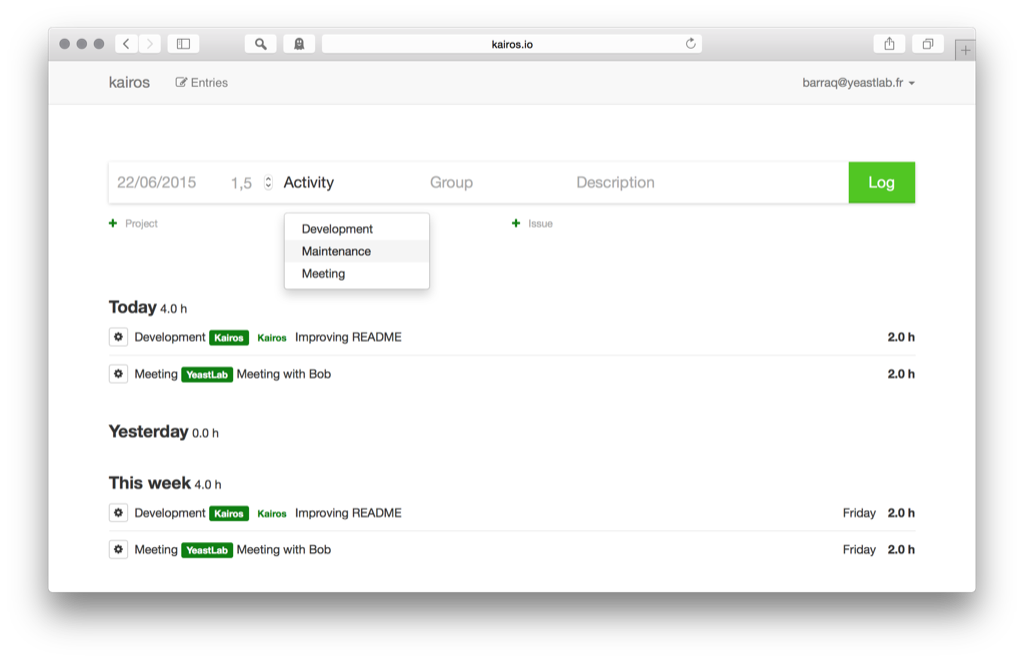 kairos.io
kairos Entries barraq@yeastlab.fr
22/06/2015 1,5 Activity Group Description Log
Project Issue
Development
Maintenance
Meeting
Today 4.0 h
Development Kairos Kairos Improving README 2.0 h
Meeting YeastLab Meeting with Bob 2.0 h
Yesterday 0.0 h
This week 4.0 h
Development Kairos Kairos Improving README Friday 2.0 h
Meeting YeastLab Meeting with Bob Friday 2.0 h